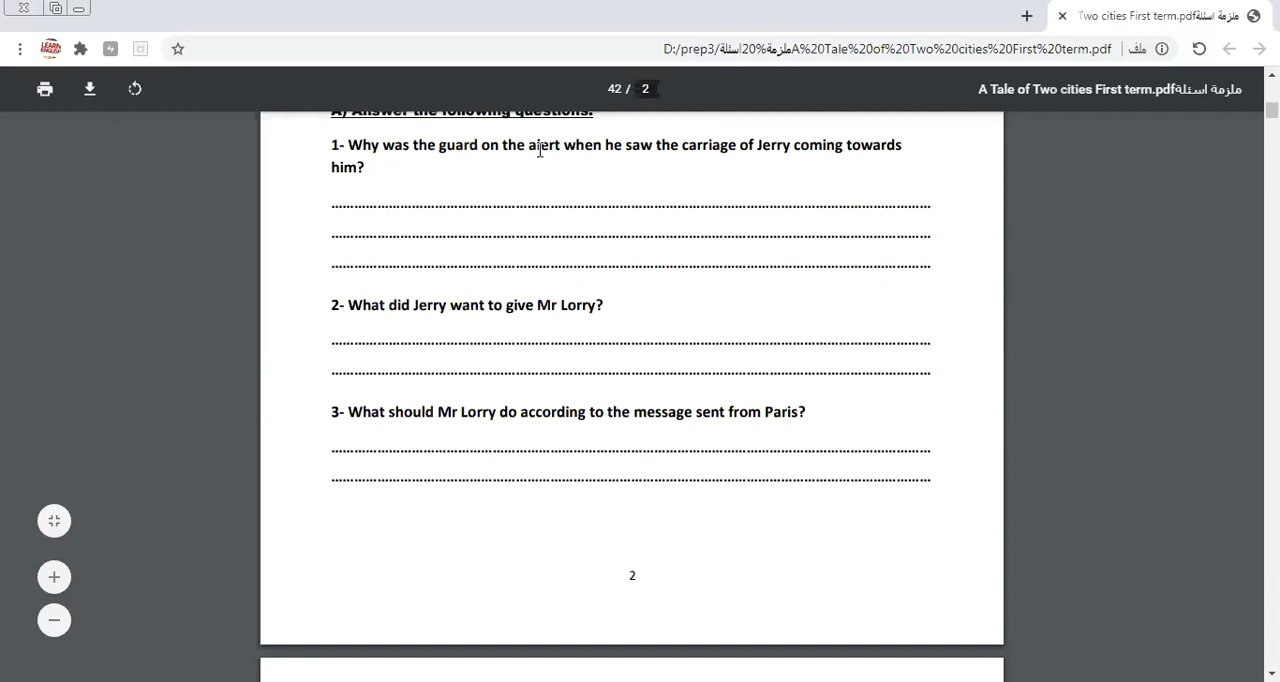 Two cities First term.pdfملزمة اسئلة
D:/prep3/ملزمة%20اسئلةA%20Tale%20of%20Two%20cities%20First%20term.pdf
ملف
LEARN ENGLISH
42 / 2
A Tale of Two cities First term.pdfملزمة اسئلة
A) Answer the following questions:
1- Why was the guard on the alert when he saw the carriage of Jerry coming towards
him?
2- What did Jerry want to give Mr Lorry?
3- What should Mr Lorry do according to the message sent from Paris?
2